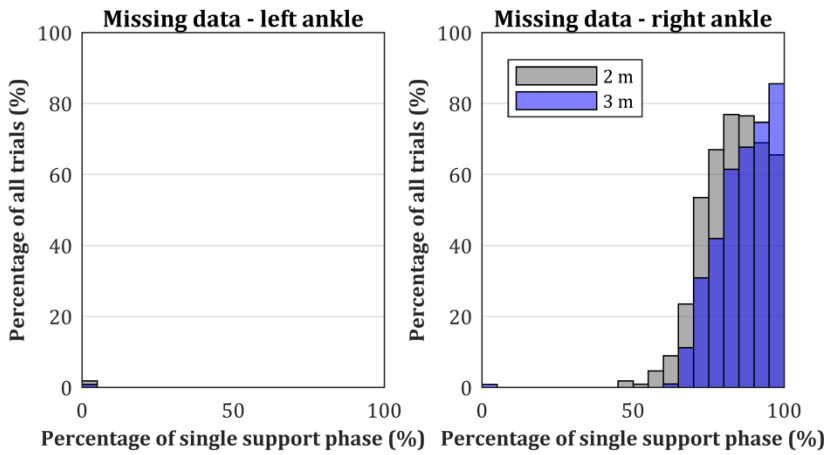 Missing data - left ankle
Percentage of all trials (%)
100
80
60
40
20
0
0
50
100
Percentage of single support phase (%)
Missing data - right ankle
Percentage of all trials (%)
100
80
60
40
20
0
2 m
3 m
0
50
100
Percentage of single support phase (%)